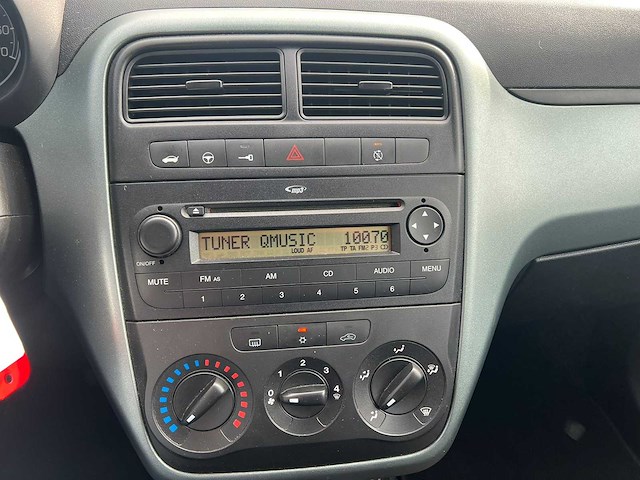 mp3
TUNER QMUSIC 10070
LOUD AF TP TA FM2 P3 CD
ON/OFF
MUTE FM AS AM CD AUDIO MENU
1 2 3 4 5 6
0 1 2 3 4